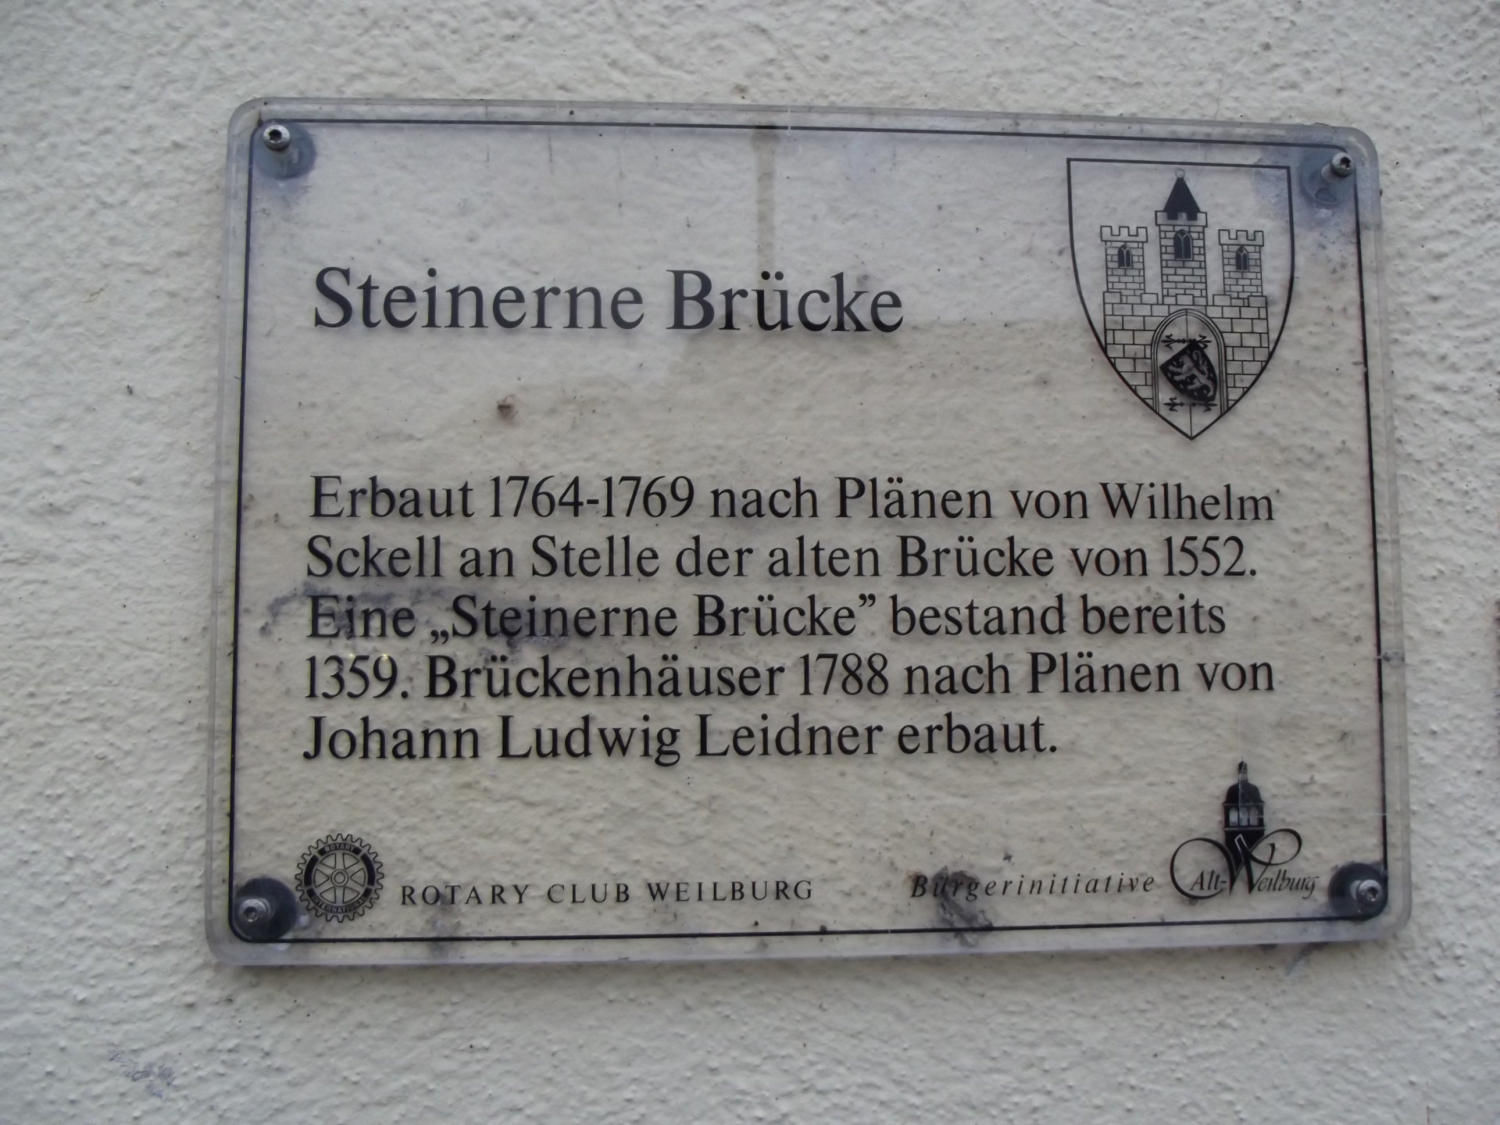 Steinerne Brücke
Erbaut 1764-1769 nach Plänen von Wilhelm
Sckell an Stelle der alten Brücke von 1552.
Eine „Steinerne Brücke” bestand bereits
1359. Brückenhäuser 1788 nach Plänen von
Johann Ludwig Leidner erbaut.
ROTARY
INTERNATIONAL
ROTARY CLUB WEILBURG
Bürgerinitiative Alt-Weilburg